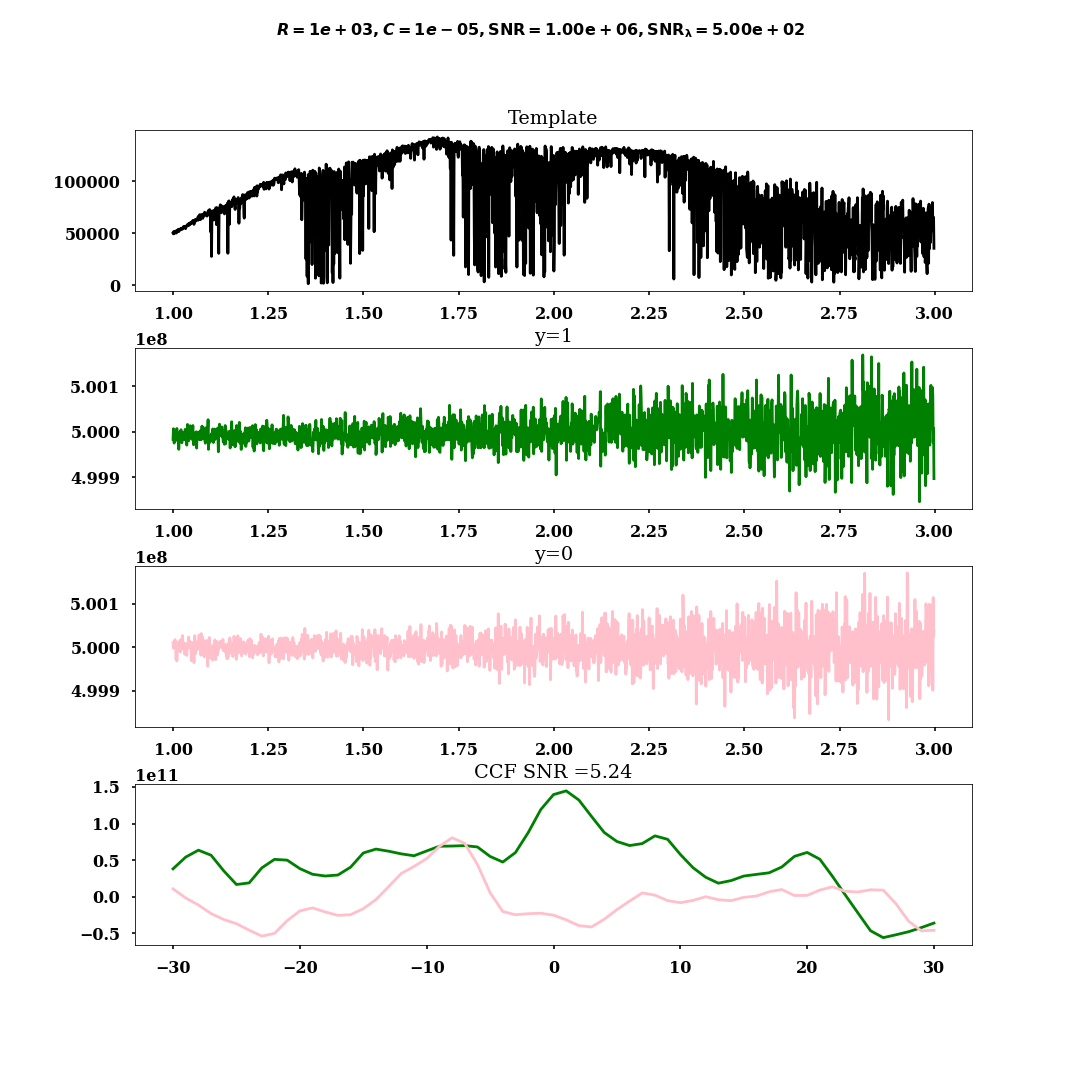 R = 1e + 03, C = 1e − 05, SNR = 1.00e + 06, SNRλ = 5.00e + 02
Template
100000
50000
0
1.00 1.25 1.50 1.75 2.00 2.25 2.50 2.75 3.00
1e8
y=1
5.001
5.000
4.999
1.00 1.25 1.50 1.75 2.00 2.25 2.50 2.75 3.00
1e8
y=0
5.001
5.000
4.999
1.00 1.25 1.50 1.75 2.00 2.25 2.50 2.75 3.00
1e11
CCF SNR =5.24
1.5
1.0
0.5
0.0
−0.5
−30 −20 −10 0 10 20 30